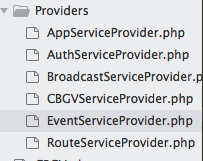 Providers
AppServiceProvider.php
AuthServiceProvider.php
BroadcastServiceProvider.p
CBGVServiceProvider.php
EventServiceProvider.php
RouteServiceProvider.php